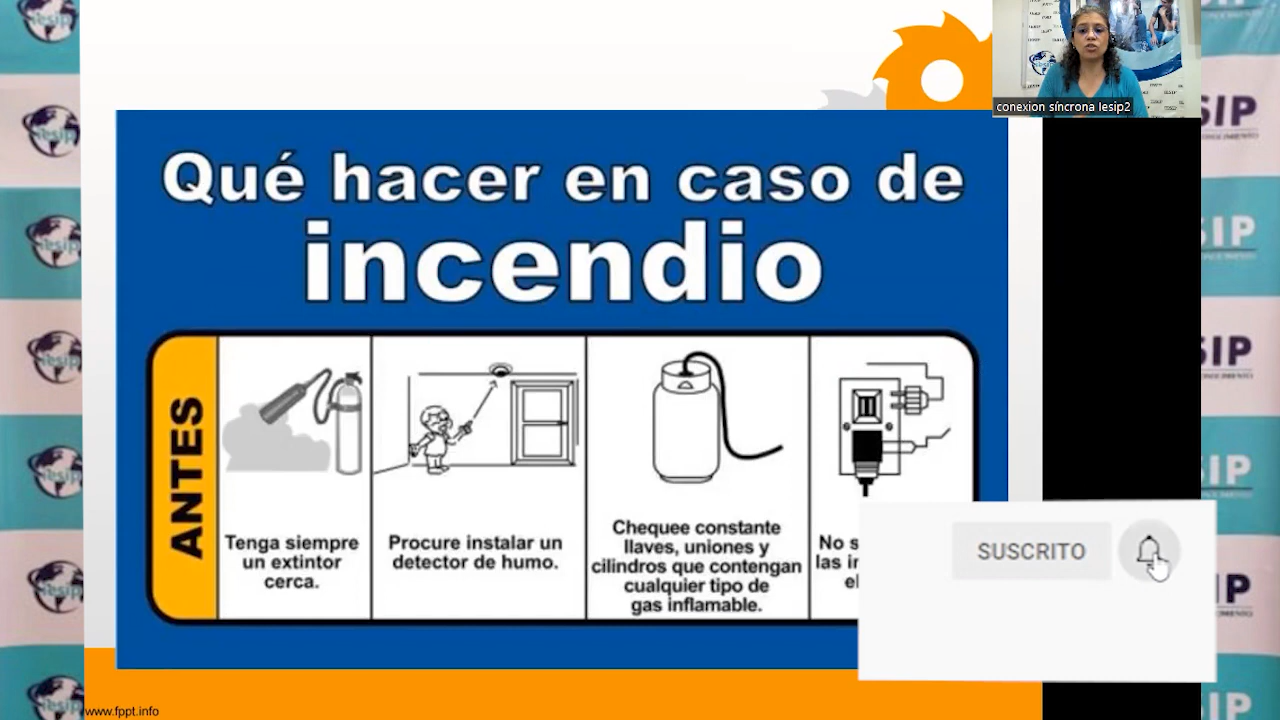 conexion síncrona Iesip2
Qué hacer en caso de
incendio
ANTES
Tenga siempre
un extintor
cerca.
Procure instalar un
detector de humo.
Chequee constante
llaves, uniones y
cilindros que contengan
cualquier tipo de
gas inflamable.
No
las
SUSCRITO
www.fppt.info
iesip
SIP